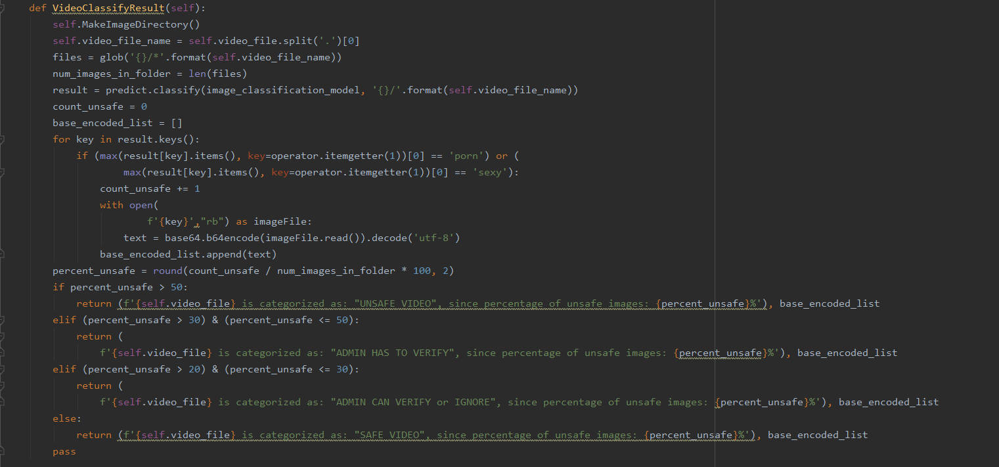 def VideoClassifyResult(self):
    self.MakeImageDirectory()
    self.video_file_name = self.video_file.split('.')[0]
    files = glob('{}/*'.format(self.video_file_name))
    num_images_in_folder = len(files)
    result = predict.classify(image_classification_model, '{}/'.format(self.video_file_name))
    count_unsafe = 0
    base_encoded_list = []
    for key in result.keys():
        if (max(result[key].items(), key=operator.itemgetter(1))[0] == 'porn') or (
                max(result[key].items(), key=operator.itemgetter(1))[0] == 'sexy'):
            count_unsafe += 1
            with open(
                    f'{key}',"rb") as imageFile:
                text = base64.b64encode(imageFile.read()).decode('utf-8')
            base_encoded_list.append(text)
    percent_unsafe = round(count_unsafe / num_images_in_folder * 100, 2)
    if percent_unsafe > 50:
        return (f'{self.video_file} is categorized as: "UNSAFE VIDEO", since percentage of unsafe images: {percent_unsafe}%'), base_encoded_list
    elif (percent_unsafe > 30) & (percent_unsafe <= 50):
        return (
            f'{self.video_file} is categorized as: "ADMIN HAS TO VERIFY", since percentage of unsafe images: {percent_unsafe}%'), base_encoded_list
    elif (percent_unsafe > 20) & (percent_unsafe <= 30):
        return (
            f'{self.video_file} is categorized as: "ADMIN CAN VERIFY or IGNORE", since percentage of unsafe images: {percent_unsafe}%'), base_encoded_list
    else:
        return (f'{self.video_file} is categorized as: "SAFE VIDEO", since percentage of unsafe images: {percent_unsafe}%'), base_encoded_list
    pass